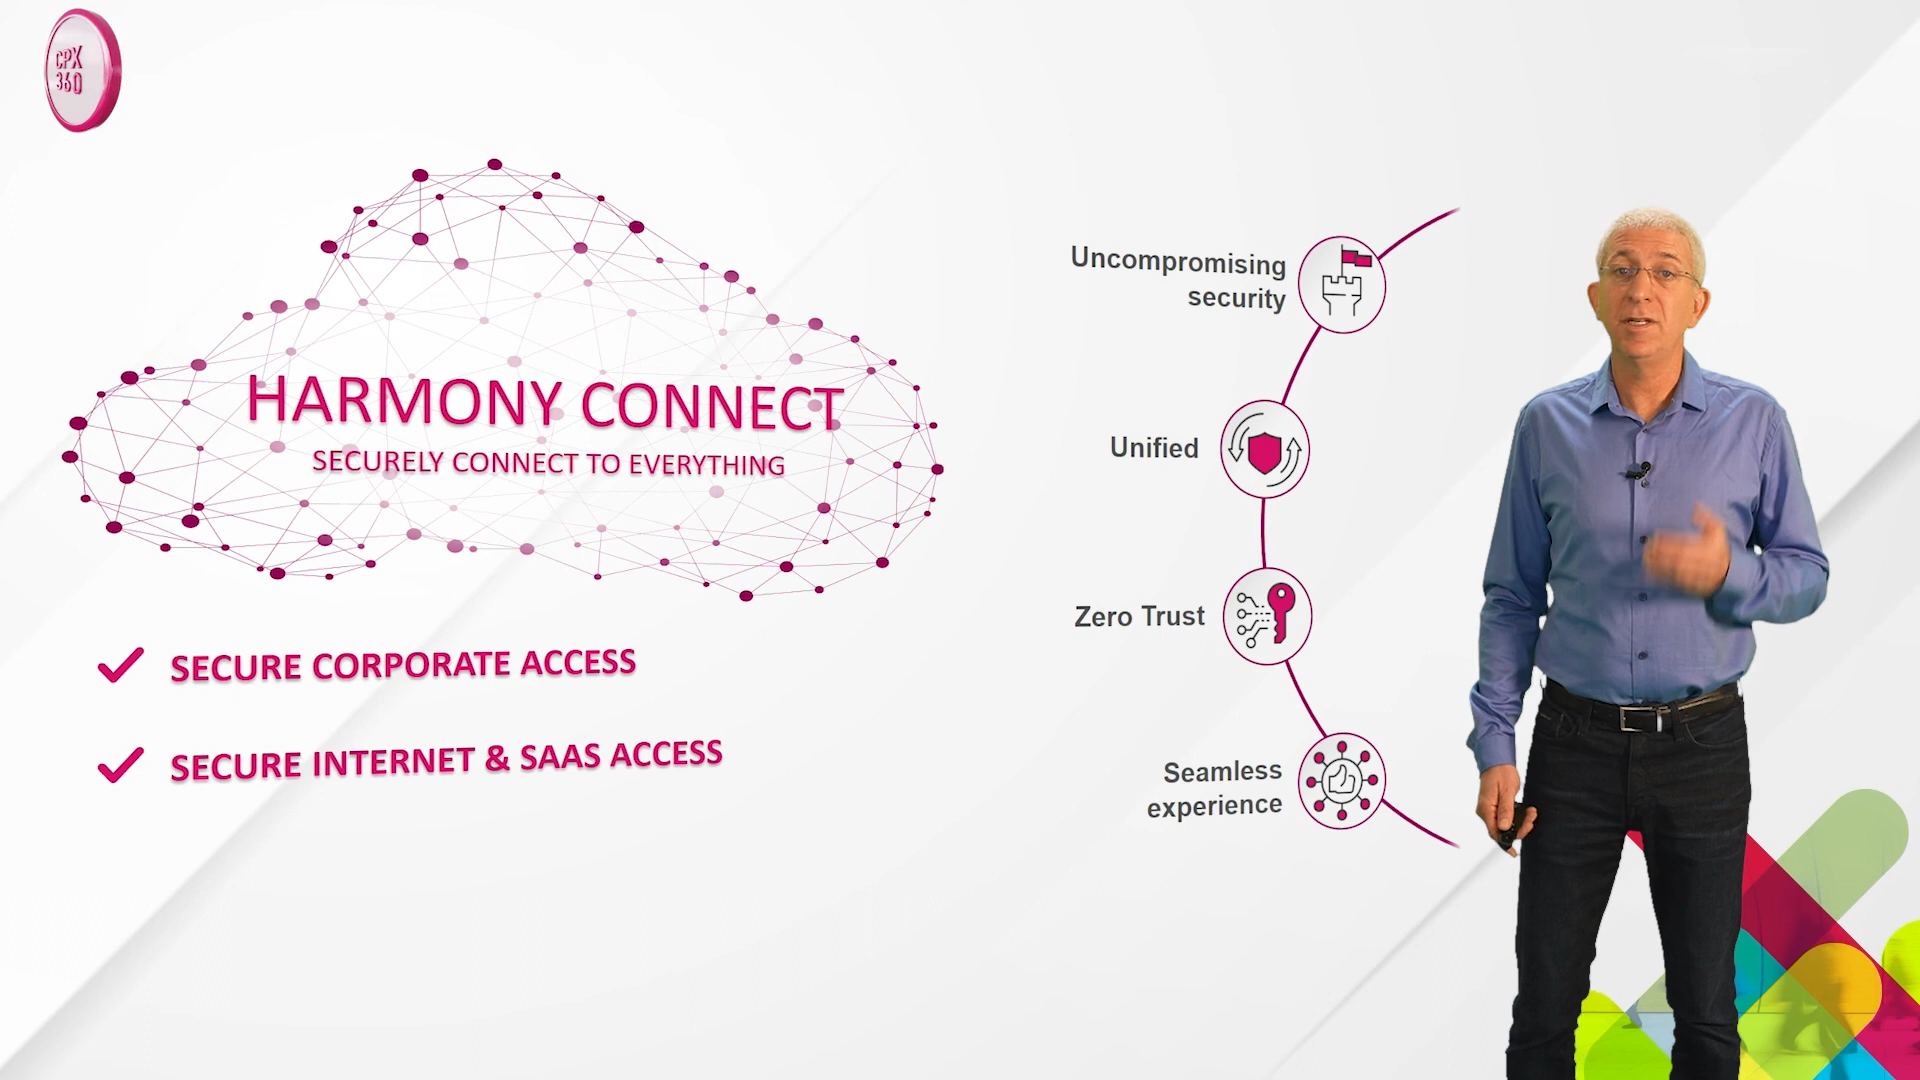 CPX
360
HARMONY CONNECT
SECURELY CONNECT TO EVERYTHING
SECURE CORPORATE ACCESS
SECURE INTERNET & SAAS ACCESS
Uncompromising
security
Unified
Zero Trust
Seamless
experience